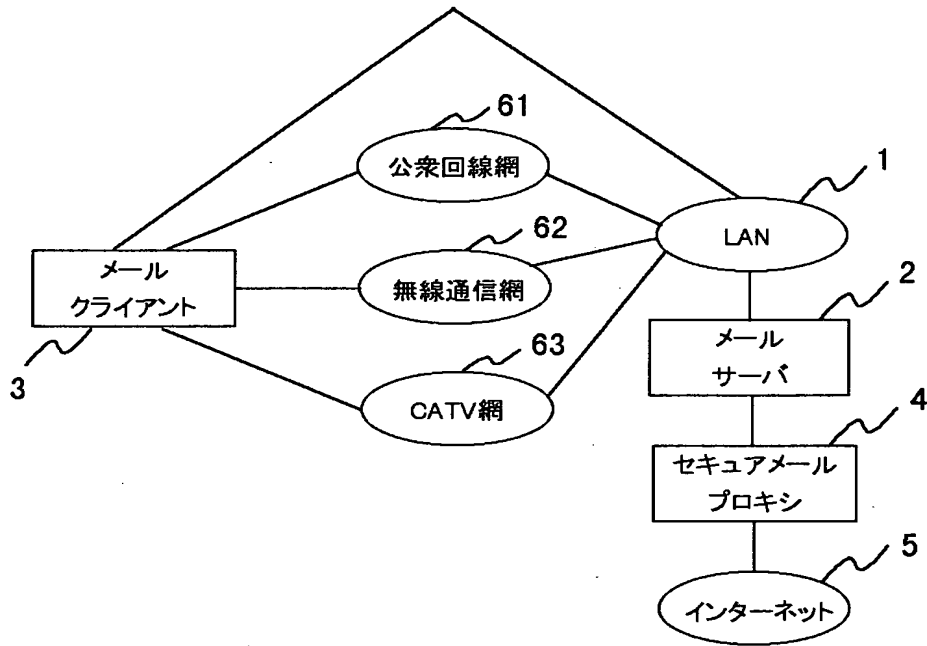 61
公衆回線網
1
LAN
62
無線通信網
メール
クライアント
3
2
メール
サーバ
63
CATV網
4
セキュアメール
プロキシ
5
インターネット